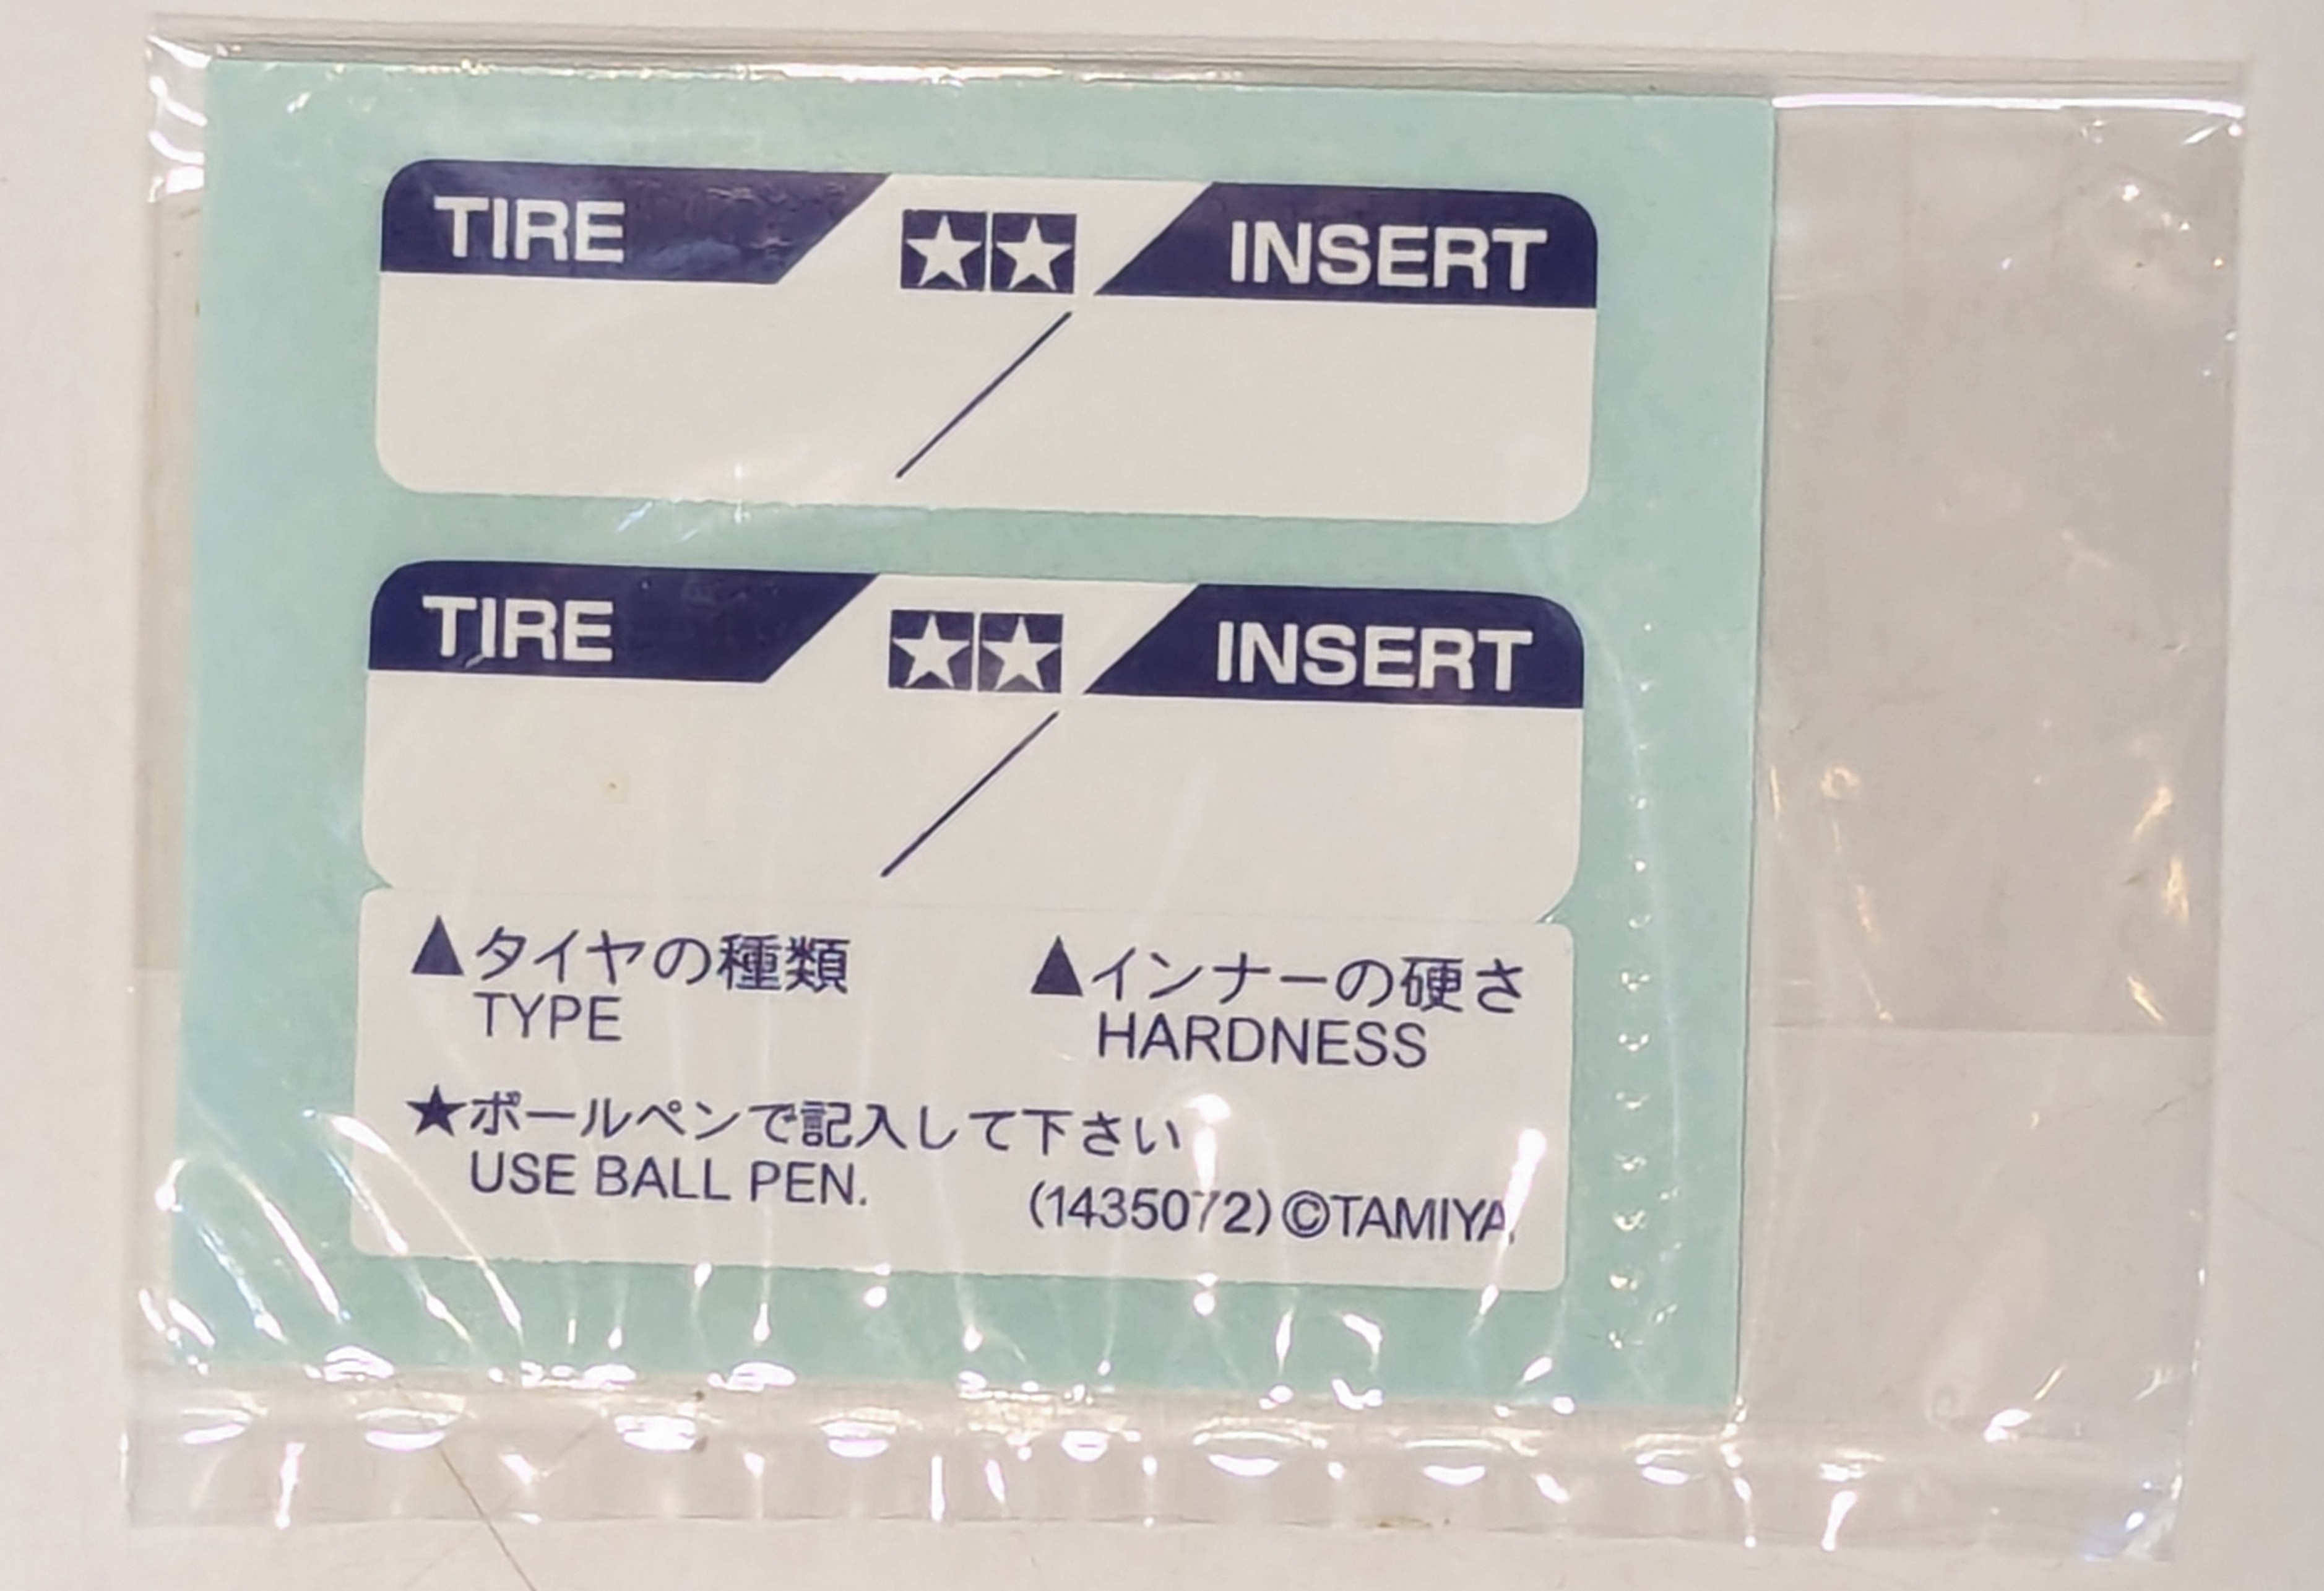 TIRE ★★ INSERT
/
TIRE ★★ INSERT
/
▲タイヤの種類 ▲インナーの硬さ
TYPE HARDNESS
★ボールペンで記入して下さい
USE BALL PEN.
(1435072)©TAMIYA